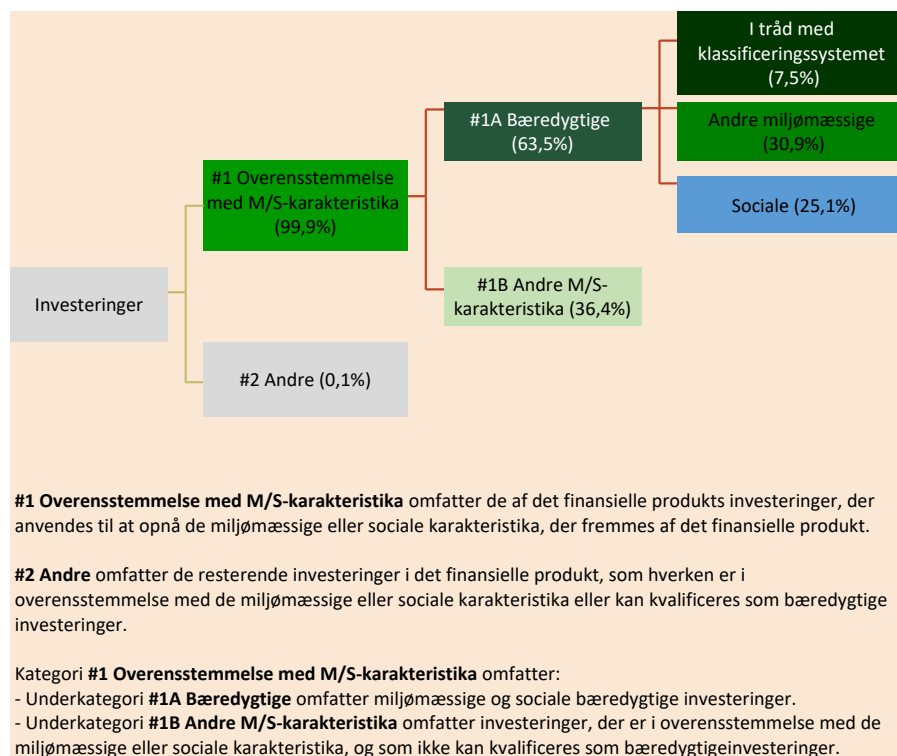 I tråd med
klassificeringssystemet
(7,5%)
#1A Bæredygtige
(63,5%)
Andre miljømæssige
(30,9%)
#1 Overensstemmelse
med M/S-karakteristika
(99,9%)
Sociale (25,1%)
Investeringer
#1B Andre M/S-
karakteristika (36,4%)
#2 Andre (0,1%)
#1 Overensstemmelse med M/S-karakteristika omfatter de af det finansielle produkts investeringer, der
anvendes til at opnå de miljømæssige eller sociale karakteristika, der fremmes af det finansielle produkt.
#2 Andre omfatter de resterende investeringer i det finansielle produkt, som hverken er i
overensstemmelse med de miljømæssige eller sociale karakteristika eller kan kvalificeres som bæredygtige
investeringer.
Kategori #1 Overensstemmelse med M/S-karakteristika omfatter:
- Underkategori #1A Bæredygtige omfatter miljømæssige og sociale bæredygtige investeringer.
- Underkategori #1B Andre M/S-karakteristika omfatter investeringer, der er i overensstemmelse med de
miljømæssige eller sociale karakteristika, og som ikke kan kvalificeres som bæredygtigeinvesteringer.